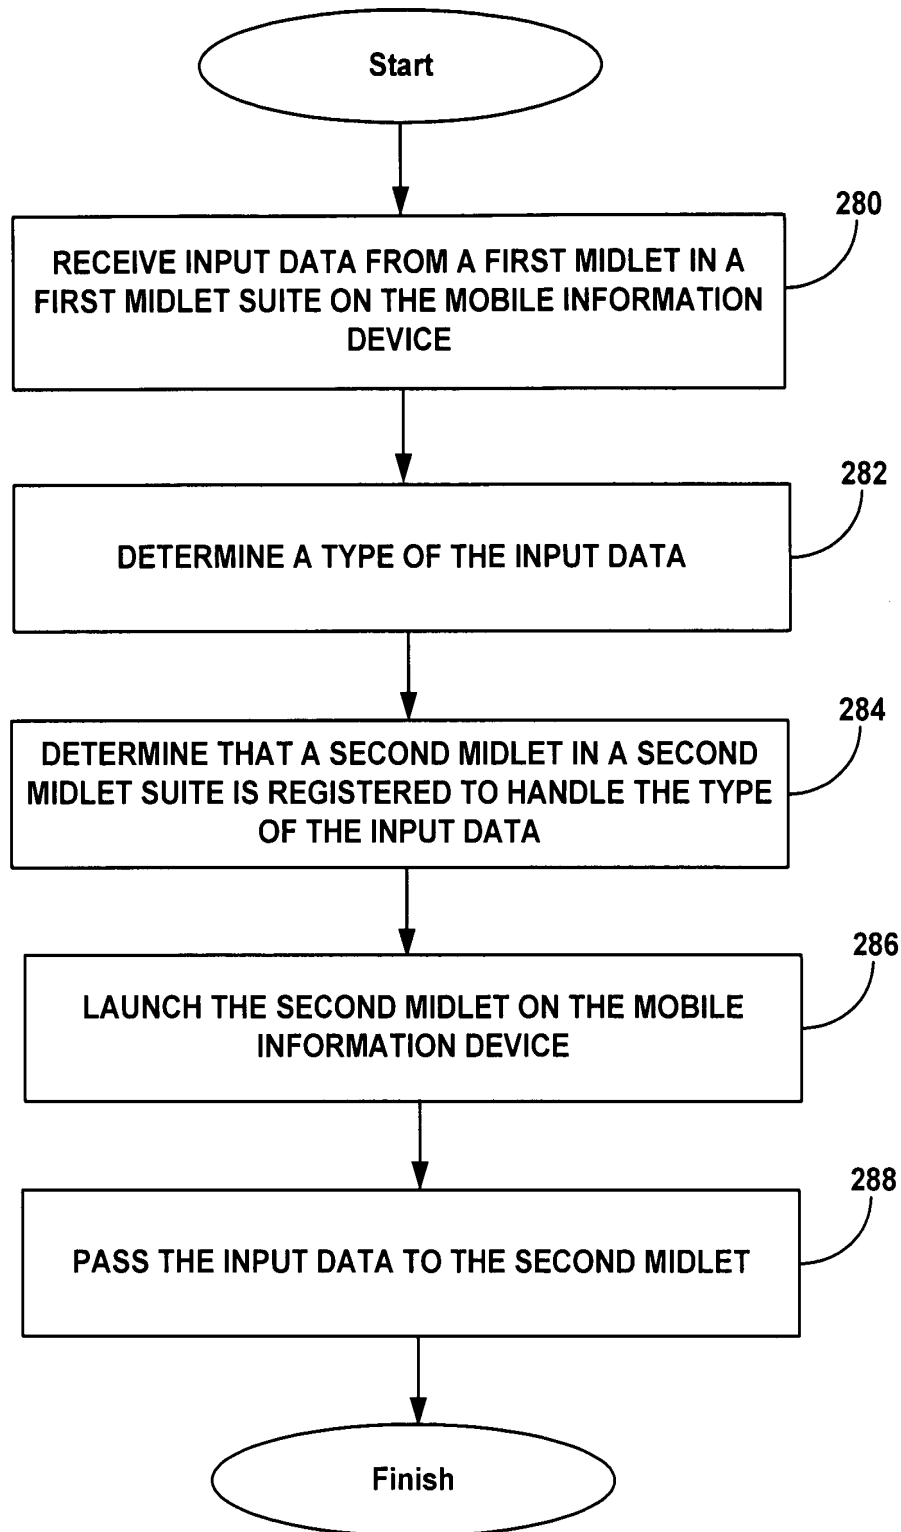 Start
280
RECEIVE INPUT DATA FROM A FIRST MIDLET IN A
FIRST MIDLET SUITE ON THE MOBILE INFORMATION
DEVICE
282
DETERMINE A TYPE OF THE INPUT DATA
284
DETERMINE THAT A SECOND MIDLET IN A SECOND
MIDLET SUITE IS REGISTERED TO HANDLE THE TYPE
OF THE INPUT DATA
286
LAUNCH THE SECOND MIDLET ON THE MOBILE
INFORMATION DEVICE
288
PASS THE INPUT DATA TO THE SECOND MIDLET
Finish